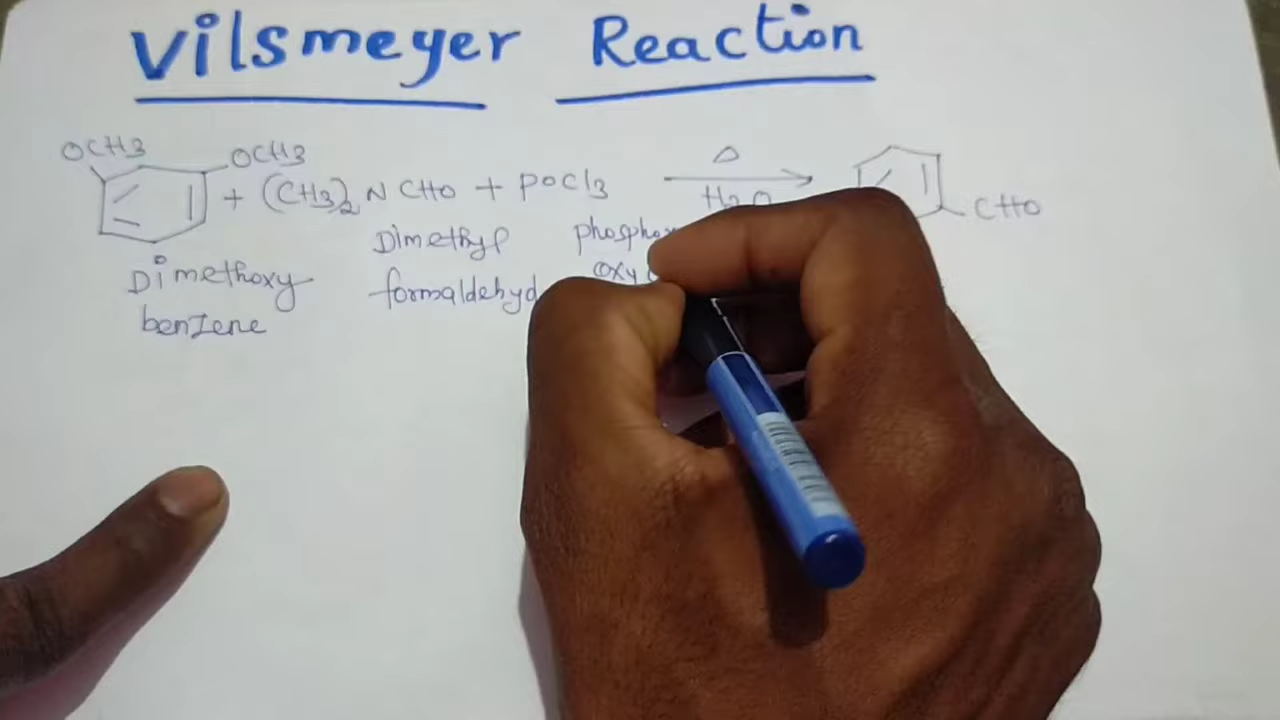 Vilsmeyer Reaction
OCH3 OCH3
+ (CH3)2 N CHO + POCl3 Δ
CHO
Dimethyl
Dimethoxy formaldehyd
benzene